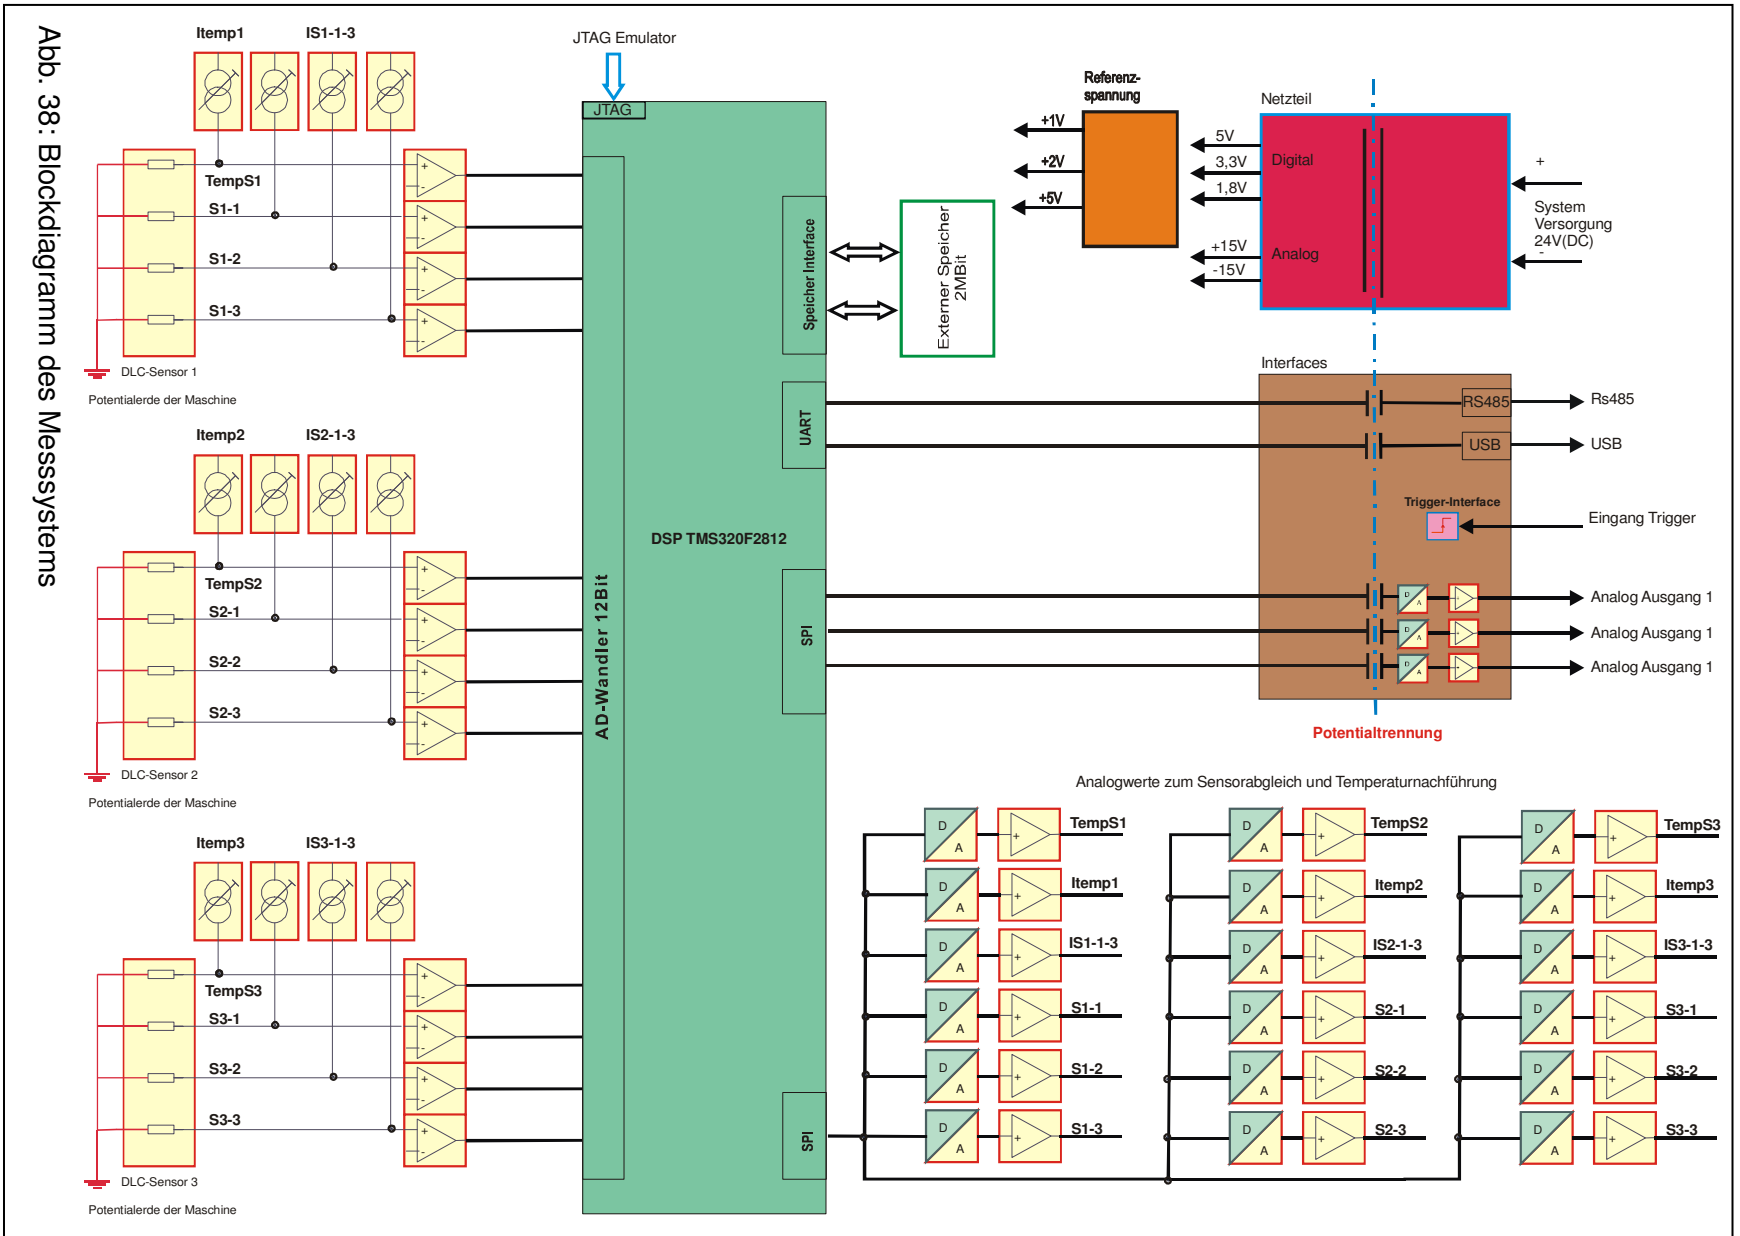 Abb. 38: Blockdiagramm des Messsystems
Itemp1
IS1-1-3
TempS1
S1-1
S1-2
S1-3
+
-
+
-
+
-
+
-
DLC-Sensor 1
Potentialerde der Maschine
Itemp2
IS2-1-3
TempS2
S2-1
S2-2
S2-3
+
-
+
-
+
-
+
-
DLC-Sensor 2
Potentialerde der Maschine
Itemp3
IS3-1-3
TempS3
S3-1
S3-2
S3-3
+
-
+
-
+
-
+
-
DLC-Sensor 3
Potentialerde der Maschine
JTAG Emulator
JTAG
AD-Wandler 12Bit
DSP TMS320F2812
Speicher Interface
UART
SPI
SPI
Externer Speicher
2MBit
Referenz-
spannung
+1V
+2V
+5V
Netzteil
5V
3,3V
1,8V
+15V
-15V
Digital
Analog
+
System
Versorgung
24V(DC)
-
Interfaces
RS485
Rs485
USB
USB
Trigger-Interface
Eingang Trigger
D
A
+
Analog Ausgang 1
D
A
+
Analog Ausgang 1
D
A
+
Analog Ausgang 1
Potentialtrennung
Analogwerte zum Sensorabgleich und Temperaturnachführung
D
A
+
TempS1
D
A
+
Itemp1
D
A
+
IS1-1-3
D
A
+
S1-1
D
A
+
S1-2
D
A
+
S1-3
D
A
+
TempS2
D
A
+
Itemp2
D
A
+
IS2-1-3
D
A
+
S2-1
D
A
+
S2-2
D
A
+
S2-3
D
A
+
TempS3
D
A
+
Itemp3
D
A
+
IS3-1-3
D
A
+
S3-1
D
A
+
S3-2
D
A
+
S3-3